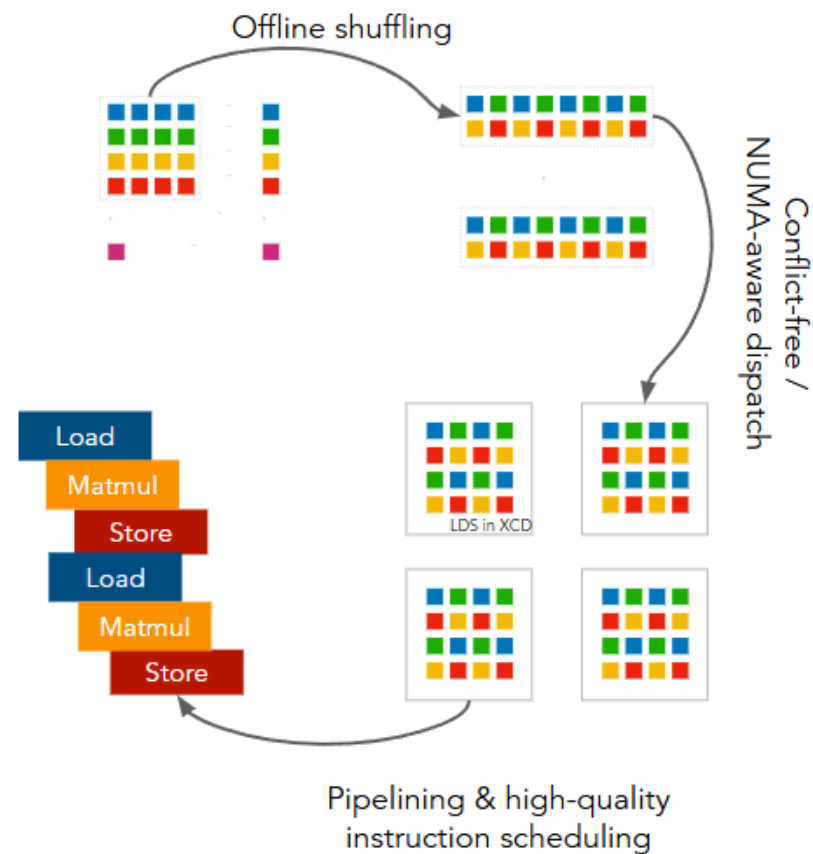 Offline shuffling
Conflict-free /
NUMA-aware dispatch
Load
Matmul
Store
Load
Matmul
Store
LDS in XCD
Pipelining & high-quality
instruction scheduling